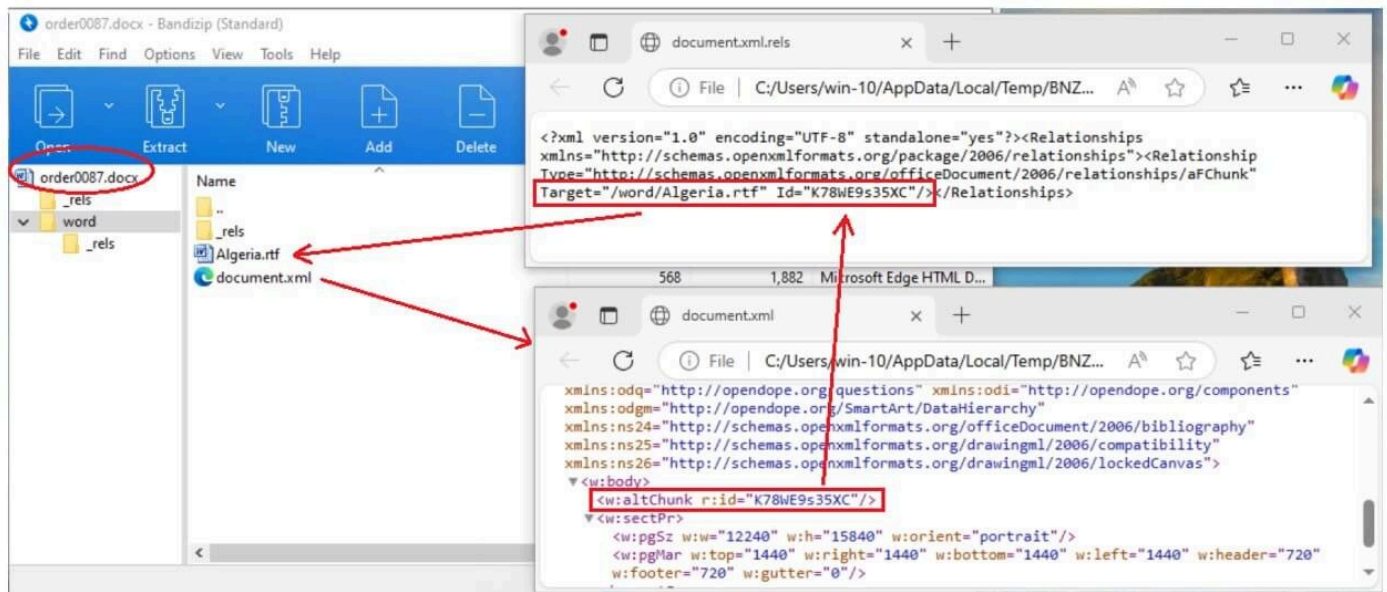 order0087.docx - Bandizip (Standard)
File Edit Find Options View Tools Help
Open Extract New Add Delete
order0087.docx
_rels
word
_rels
Name
..
_rels
Algeria.rtf
document.xml
568 1,882 Microsoft Edge HTML D...
document.xml.rels
File C:/Users/win-10/AppData/Local/Temp/BNZ...
<?xml version="1.0" encoding="UTF-8" standalone="yes"?><Relationships
xmlns="http://schemas.openxmlformats.org/package/2006/relationships"><Relationship
Type="http://schemas.openxmlformats.org/officeDocument/2006/relationships/aFChunk"
Target="/word/Algeria.rtf" Id="K78WE9s35XC"/></Relationships>
document.xml
File C:/Users/win-10/AppData/Local/Temp/BNZ...
xmlns:odq="http://opendope.org/questions" xmlns:odi="http://opendope.org/components"
xmlns:odgm="http://opendope.org/SmartArt/DataHierarchy"
xmlns:ns24="http://schemas.openxmlformats.org/officeDocument/2006/bibliography"
xmlns:ns25="http://schemas.openxmlformats.org/drawingml/2006/compatibility"
xmlns:ns26="http://schemas.openxmlformats.org/drawingml/2006/lockedCanvas">
<w:body>
<w:altChunk r:id="K78WE9s35XC"/>
<w:sectPr>
<w:pgSz w:w="12240" w:h="15840" w:orient="portrait"/>
<w:pgMar w:top="1440" w:right="1440" w:bottom="1440" w:left="1440" w:header="720"
w:footer="720" w:gutter="0"/>